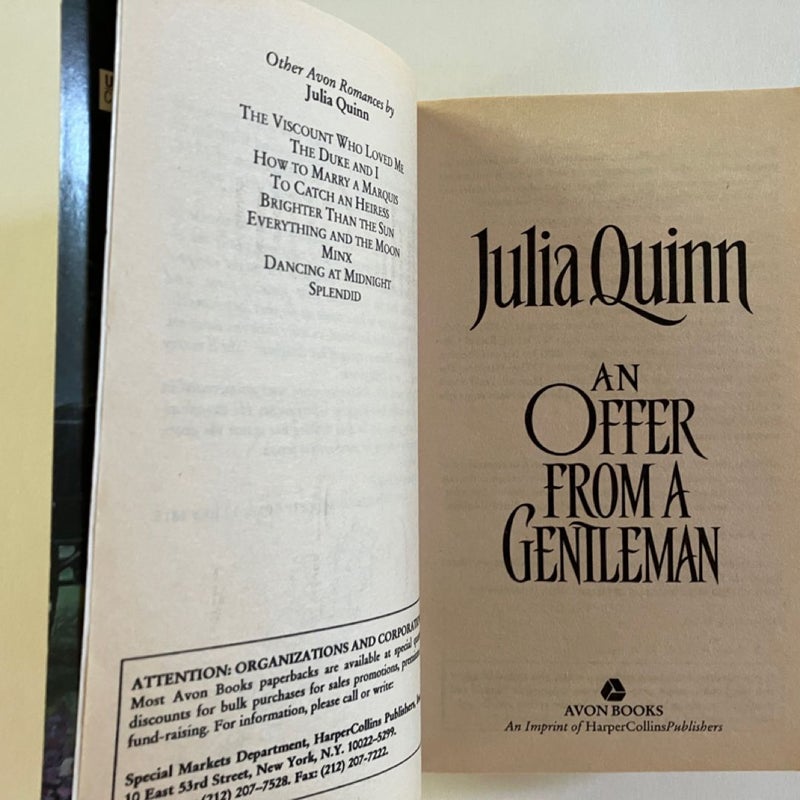 Other Avon Romances by
Julia Quinn
THE VISCOUNT WHO LOVED ME
THE DUKE AND I
HOW TO MARRY A MARQUIS
TO CATCH AN HEIRESS
BRIGHTER THAN THE SUN
EVERYTHING AND THE MOON
MINX
DANCING AT MIDNIGHT
SPLENDID
ATTENTION: ORGANIZATIONS AND
Most Avon Books paperbacks are available at special
discounts for bulk purchases for sales promotions,
fund-raising. For information, please call or write:
Special Markets Department, HarperCollins Publishers,
10 East 53rd Street, New York, N.Y. 10022-5299.
(212) 207-7528. Fax: (212) 207-7222.
Julia Quinn
AN
OFFER
FROM A
GENTLEMAN
AVON BOOKS
An Imprint of HarperCollinsPublishers